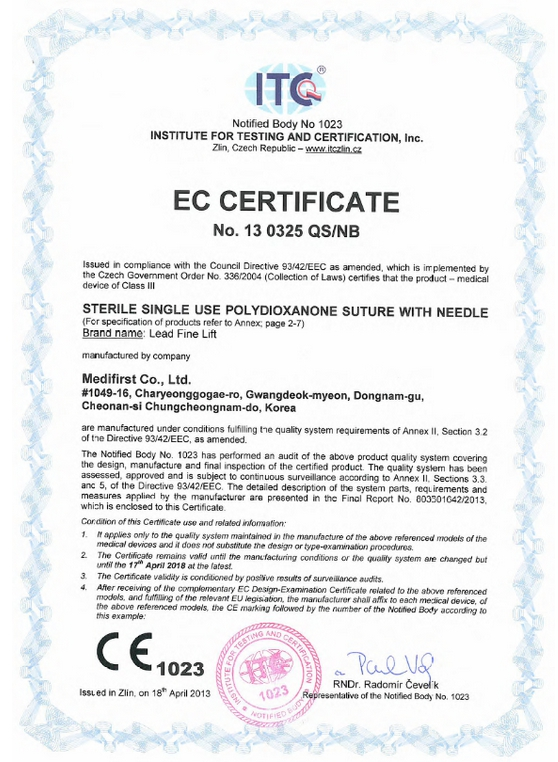 ITC®
Notified Body No 1023
INSTITUTE FOR TESTING AND CERTIFICATION, Inc.
Zlín, Czech Republic – www.itczlin.cz
EC CERTIFICATE
No. 13 0325 QS/NB
Issued in compliance with the Council Directive 93/42/EEC as amended, which is implemented by
the Czech Government Order No. 336/2004 (Collection of Laws) certifies that the product – medical
device of Class III
STERILE SINGLE USE POLYDIOXANONE SUTURE WITH NEEDLE
(For specification of products refer to Annex; page 2-7)
Brand name: Lead Fine Lift
manufactured by company
Medifirst Co., Ltd.
#1049-16, Charyeonggogae-ro, Gwangdeok-myeon, Dongnam-gu,
Cheonan-si Chungcheongnam-do, Korea
are manufactured under conditions fulfilling the quality system requirements of Annex II, Section 3.2
of the Directive 93/42/EEC, as amended.
The Notified Body No. 1023 has performed an audit of the above product quality system covering
the design, manufacture and final inspection of the certified product. The quality system has been
assessed, approved and is subject to continuous surveillance according to Annex II, Sections 3.3.
and 5, of the Directive 93/42/EEC. The detailed description of the system parts, requirements and
measures applied by the manufacturer are presented in the Final Report No. 803501042/2013,
which is enclosed to this Certificate.
Condition of this Certificate use and related information:
1. It applies only to the quality system maintained in the manufacture of the above referenced models of the
medical devices and it does not substitute the design or type-examination procedures.
2. The Certificate remains valid until the manufacturing conditions or the quality system are changed but
until the 17th April 2018 at the latest.
3. The Certificate validity is conditioned by positive results of surveillance audits.
4. After receiving of the complementary EC Design-Examination Certificate related to the above referenced
models, and fulfilling of the relevant EU legislation, the manufacturer shall affix to each medical device, of
the above referenced models, the CE marking followed by the number of the Notified Body according to
this example:
CE 1023
INSTITUTE FOR TESTING AND CERTIFICATION
ITC
1023
NOTIFIED BODY
Issued in Zlín, on 18th April 2013
RNDr. Radomír Čevelík
Representative of the Notified Body No. 1023